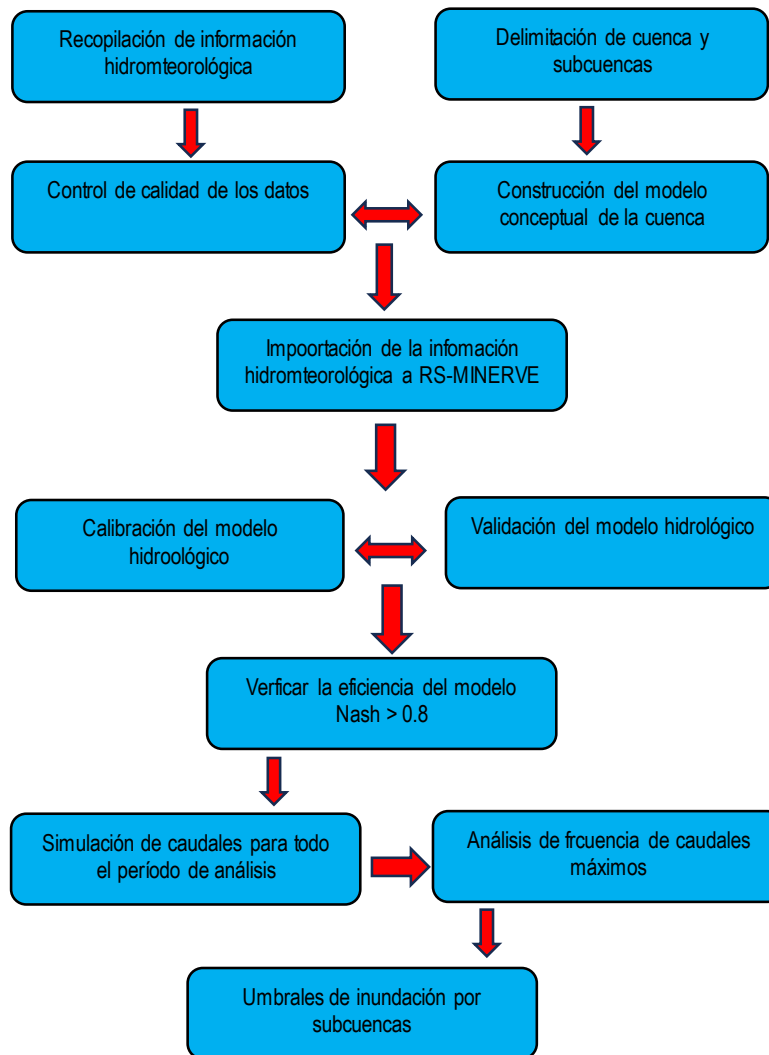 Recopilación de información
hidromteorológica
Delimitación de cuenca y
subcuencas
Control de calidad de los datos
Construcción del modelo
conceptual de la cuenca
Impoortación de la infomación
hidromteorológica a RS-MINERVE
Calibración del modelo
hidroológico
Validación del modelo hidrológico
Verficar la eficiencia del modelo
Nash > 0.8
Simulación de caudales para todo
el período de análisis
Análisis de frcuencia de caudales
máximos
Umbrales de inundación por
subcuencas